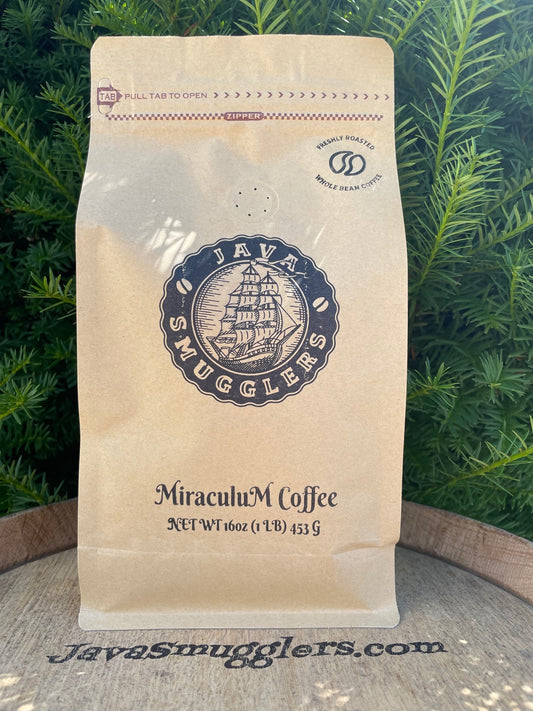 TAB
PULL TAB TO OPEN
ZIPPER
FRESHLY ROASTED
WHOLE BEAN COFFEE
JAVA
SMUGGLERS
MiraculuM Coffee
NET WT 16oz (1 LB) 453 G
JavaSmugglers.com